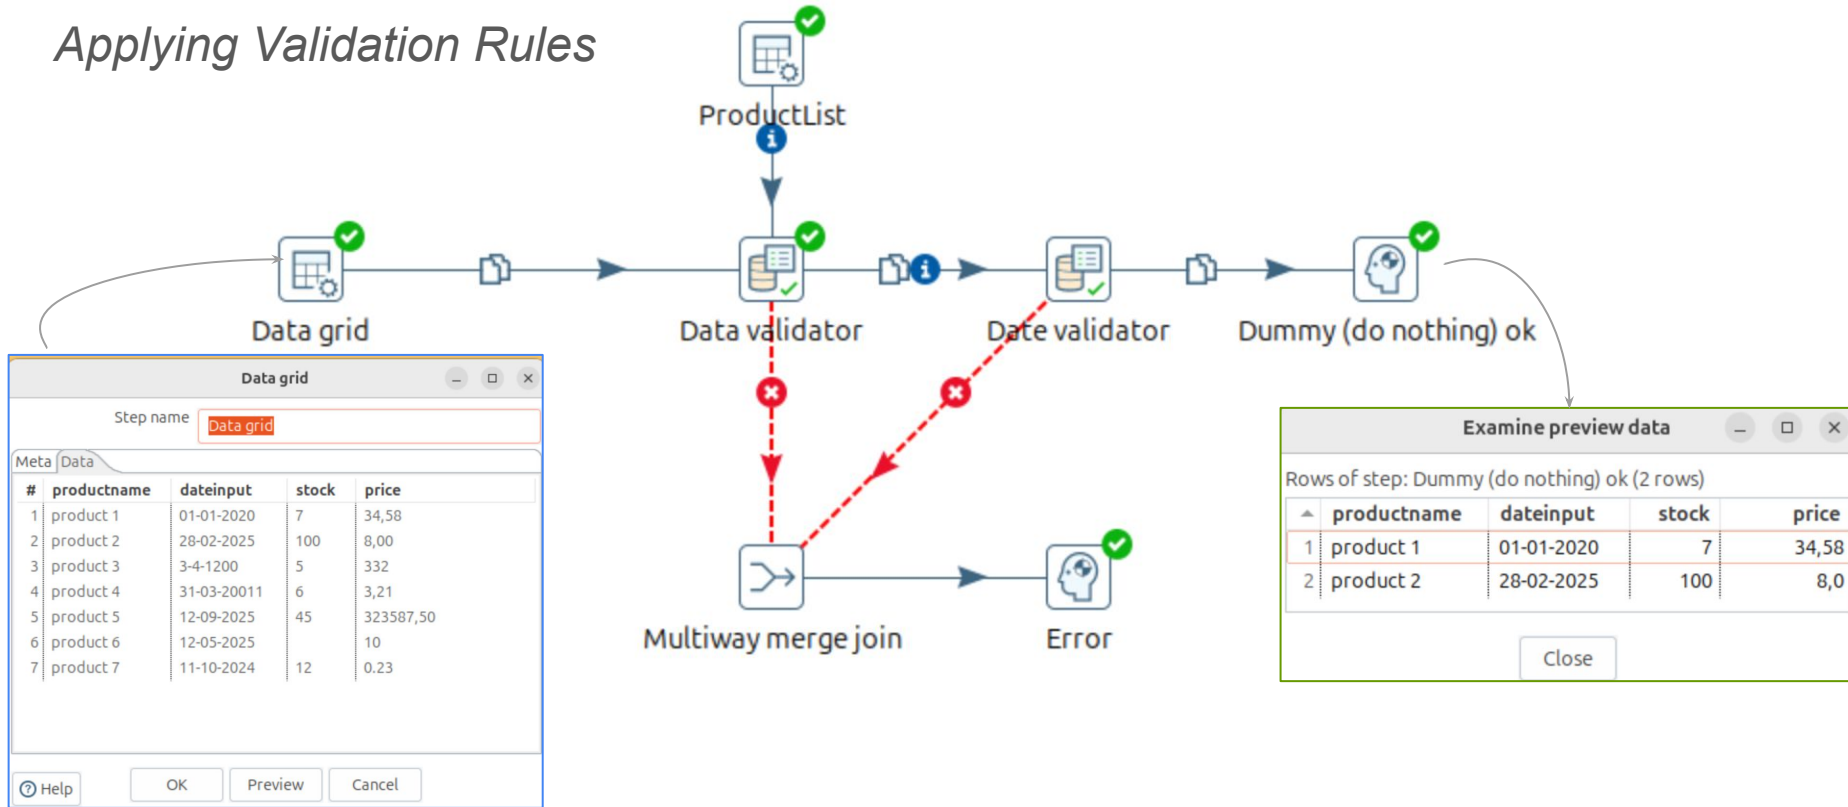 Applying Validation Rules
ProductList
Data grid
Data validator
Date validator
Dummy (do nothing) ok
Data grid
Step name Data grid
Meta Data
# productname dateinput stock price
1 product 1 01-01-2020 7 34,58
2 product 2 28-02-2025 100 8,00
3 product 3 3-4-1200 5 332
4 product 4 31-03-20011 6 3,21
5 product 5 12-09-2025 45 323587,50
6 product 6 12-05-2025 10
7 product 7 11-10-2024 12 0.23
Help OK Preview Cancel
Multiway merge join
Error
Examine preview data
Rows of step: Dummy (do nothing) ok (2 rows)
productname dateinput stock price
1 product 1 01-01-2020 7 34,58
2 product 2 28-02-2025 100 8,0
Close